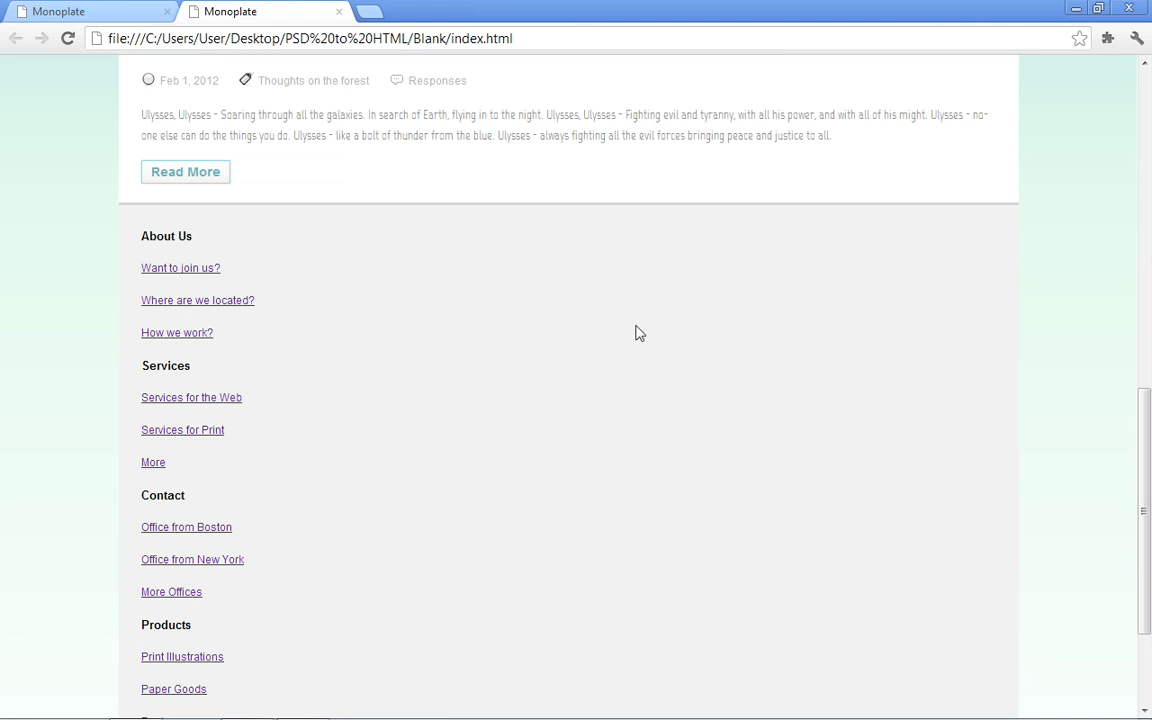 Monoplate
Monoplate
file:///C:/Users/User/Desktop/PSD%20to%20HTML/Blank/index.html
Feb 1, 2012 Thoughts on the forest Responses
Ulysses, Ulysses - Soaring through all the galaxies. In search of Earth, flying in to the night. Ulysses, Ulysses - Fighting evil and tyranny, with all his power, and with all of his might. Ulysses - no-
one else can do the things you do. Ulysses - like a bolt of thunder from the blue. Ulysses - always fighting all the evil forces bringing peace and justice to all.
Read More
About Us
Want to join us?
Where are we located?
How we work?
Services
Services for the Web
Services for Print
More
Contact
Office from Boston
Office from New York
More Offices
Products
Print Illustrations
Paper Goods